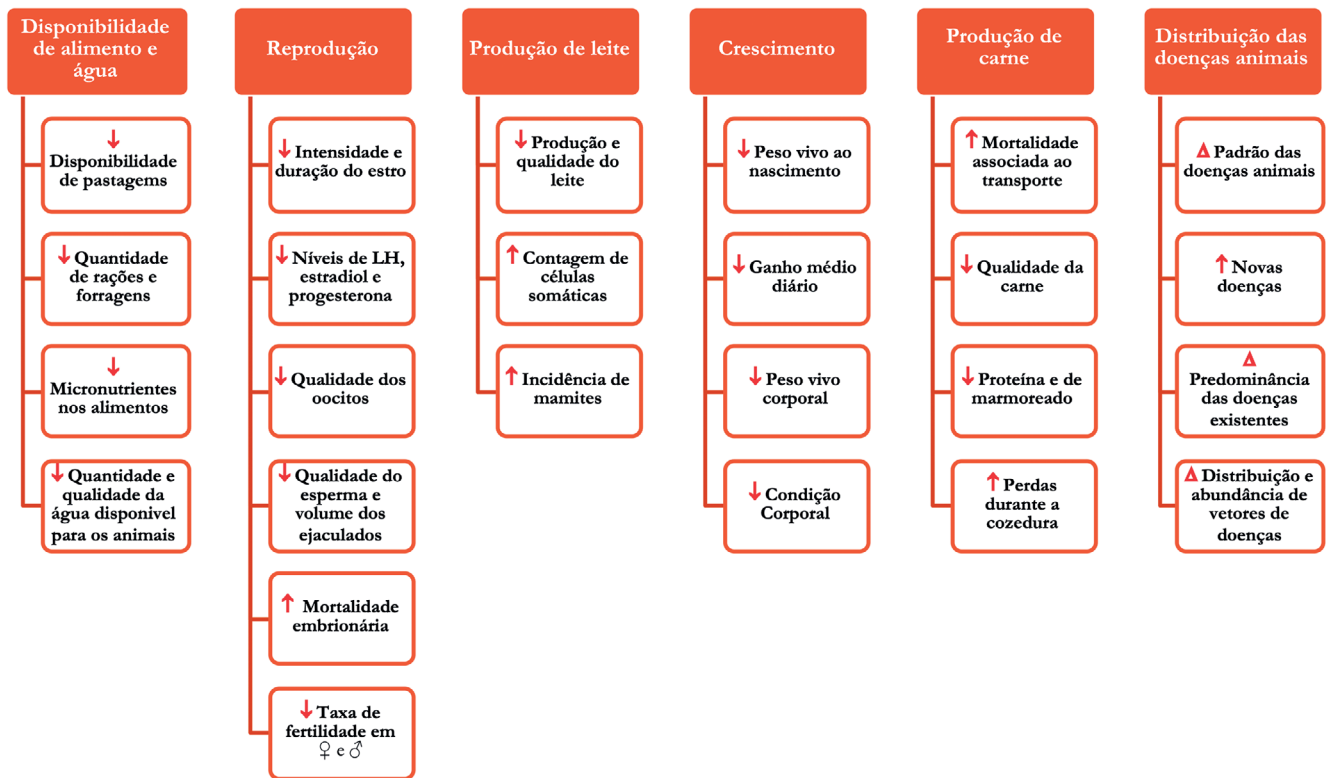 Disponibilidade
de alimento e
água
↓
Disponibilidade
de pastagems
↓ Quantidade
de rações e
forragens
↓
Micronutrientes
nos alimentos
↓ Quantidade e
qualidade da
água disponivel
para os animais
Reprodução
↓ Intensidade e
duração do estro
↓ Níveis de LH,
estradiol e
progesterona
↓ Qualidade dos
oocitos
↓ Qualidade do
esperma e
volume dos
ejaculados
↑ Mortalidade
embrionária
↓ Taxa de
fertilidade em
♀ e ♂
Produção de leite
↓ Produção e
qualidade do
leite
↑ Contagem de
células
somáticas
↑ Incidência de
mamites
Crescimento
↓ Peso vivo ao
nascimento
↓ Ganho médio
diário
↓ Peso vivo
corporal
↓ Condição
Corporal
Produção de
carne
↑ Mortalidade
associada ao
transporte
↓ Qualidade da
carne
↓ Proteína e de
marmoreado
↑ Perdas
durante a
cozedura
Distribuição das
doenças animais
Δ Padrão das
doenças animais
↑ Novas
doenças
Δ
Predominância
das doenças
existentes
Δ Distribuição e
abundância de
vetores de
doenças